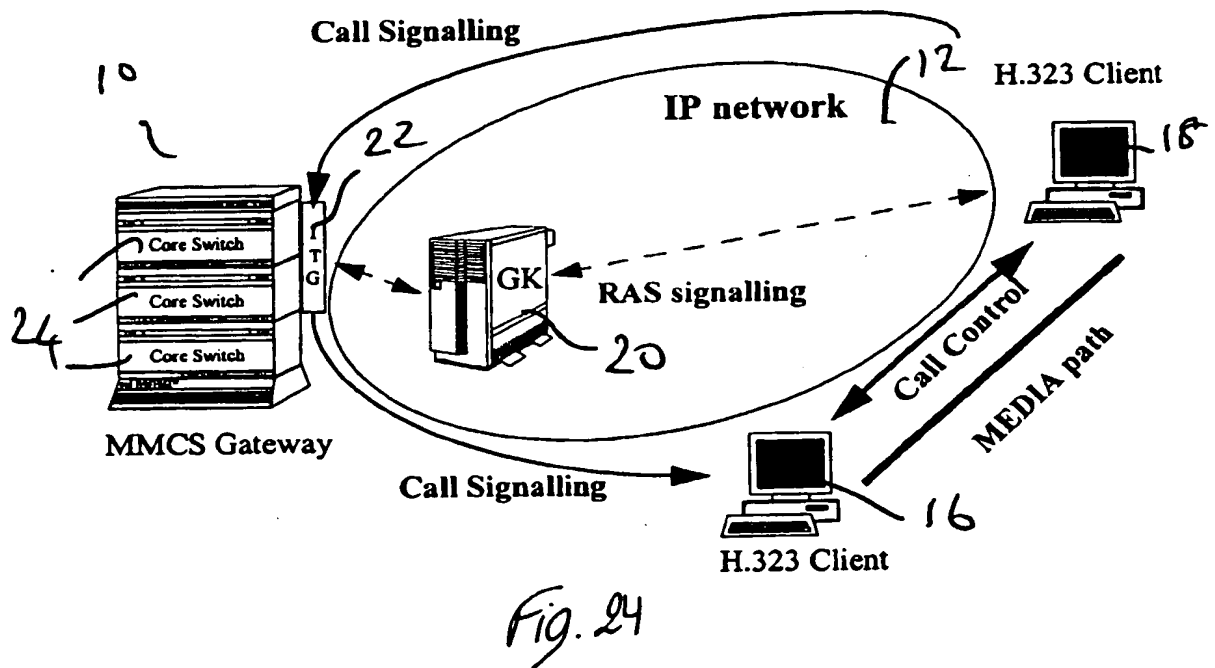 Call Signalling
10
12
H.323 Client
IP network
22
18
I
T
G
Core Switch
GK
RAS signalling
24
Core Switch
20
Core Switch
Call Control
MEDIA path
MMCS Gateway
Call Signalling
16
H.323 Client
Fig. 24